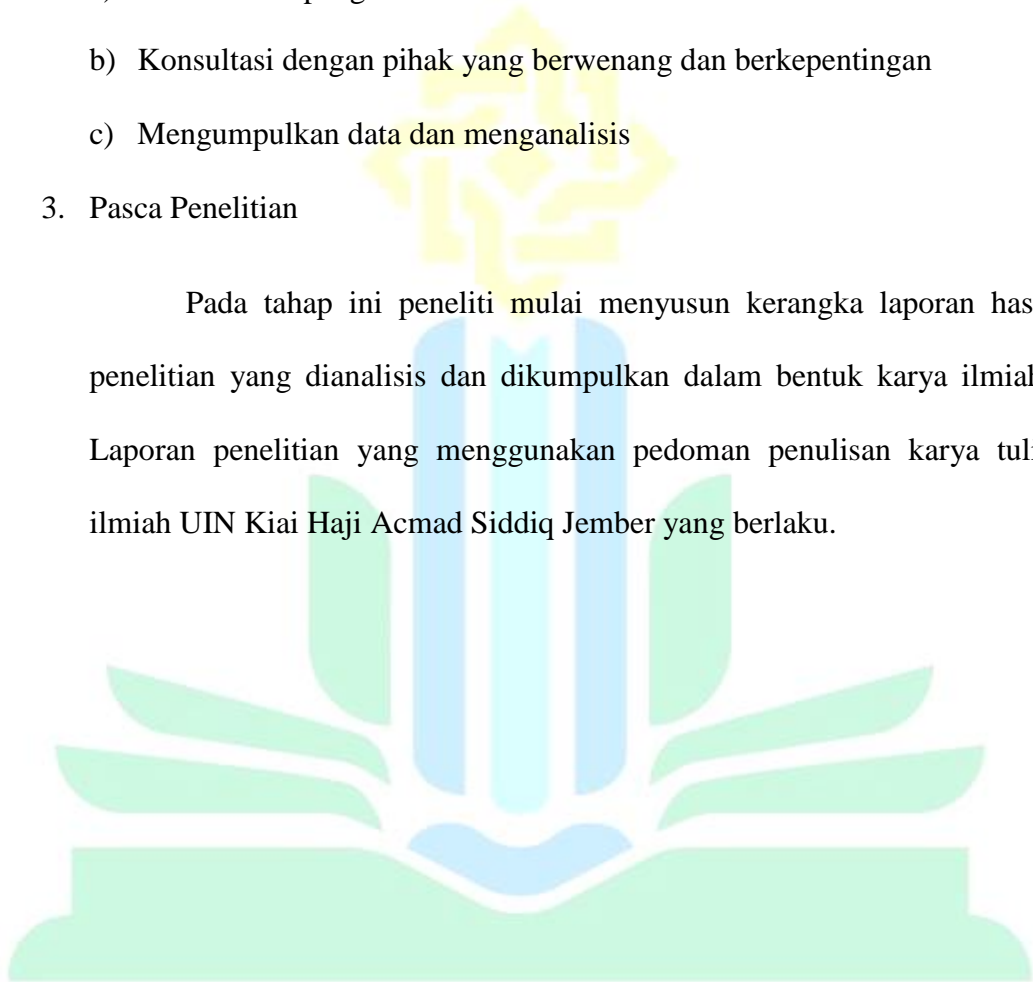 b) Konsultasi dengan pihak yang berwenang dan berkepentingan
c) Mengumpulkan data dan menganalisis
3. Pasca Penelitian
Pada tahap ini peneliti mulai menyusun kerangka laporan has
penelitian yang dianalisis dan dikumpulkan dalam bentuk karya ilmiah
Laporan penelitian yang menggunakan pedoman penulisan karya tuli
ilmiah UIN Kiai Haji Acmad Siddiq Jember yang berlaku.